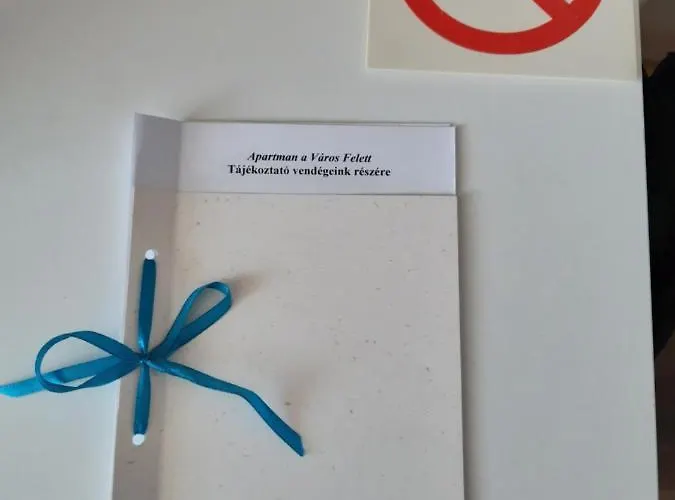 Apartman a Város Felett
Tájékoztató vendégeink részére